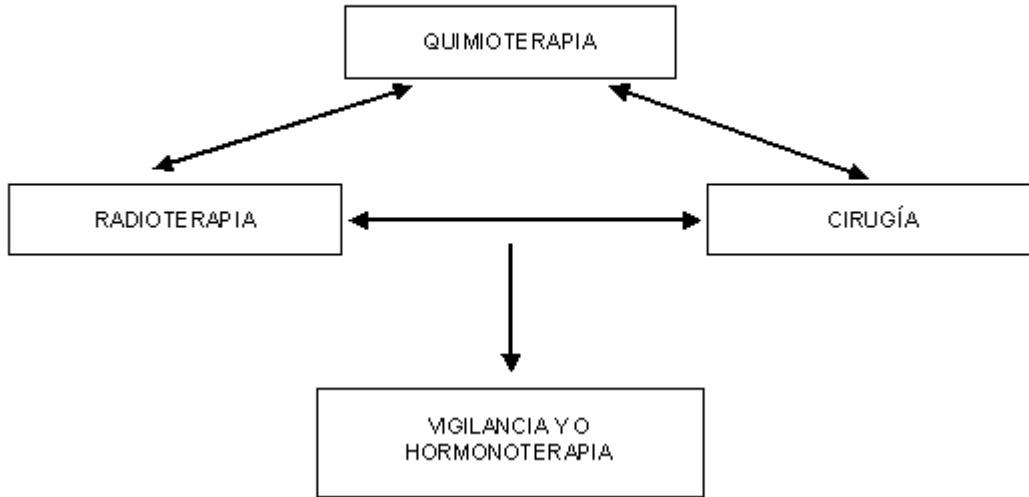 QUIMIOTERAPIA
RADIOTERAPIA
CIRUGÍA
VIGILANCIA Y O
HORMONOTERAPIA